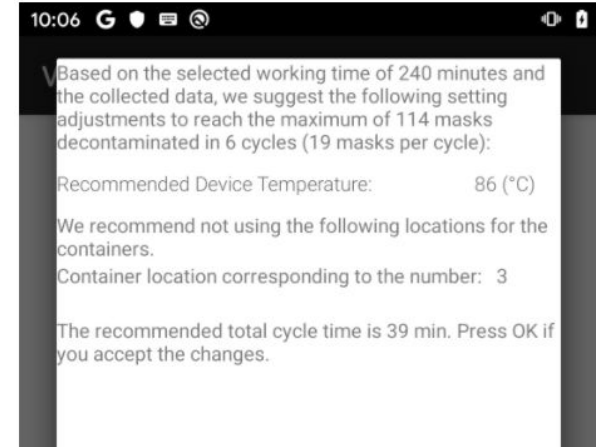 10:06 G
V
Based on the selected working time of 240 minutes and
the collected data, we suggest the following setting
adjustments to reach the maximum of 114 masks
decontaminated in 6 cycles (19 masks per cycle):
Recommended Device Temperature: 86 (°C)
We recommend not using the following locations for the
containers.
Container location corresponding to the number: 3
The recommended total cycle time is 39 min. Press OK if
you accept the changes.